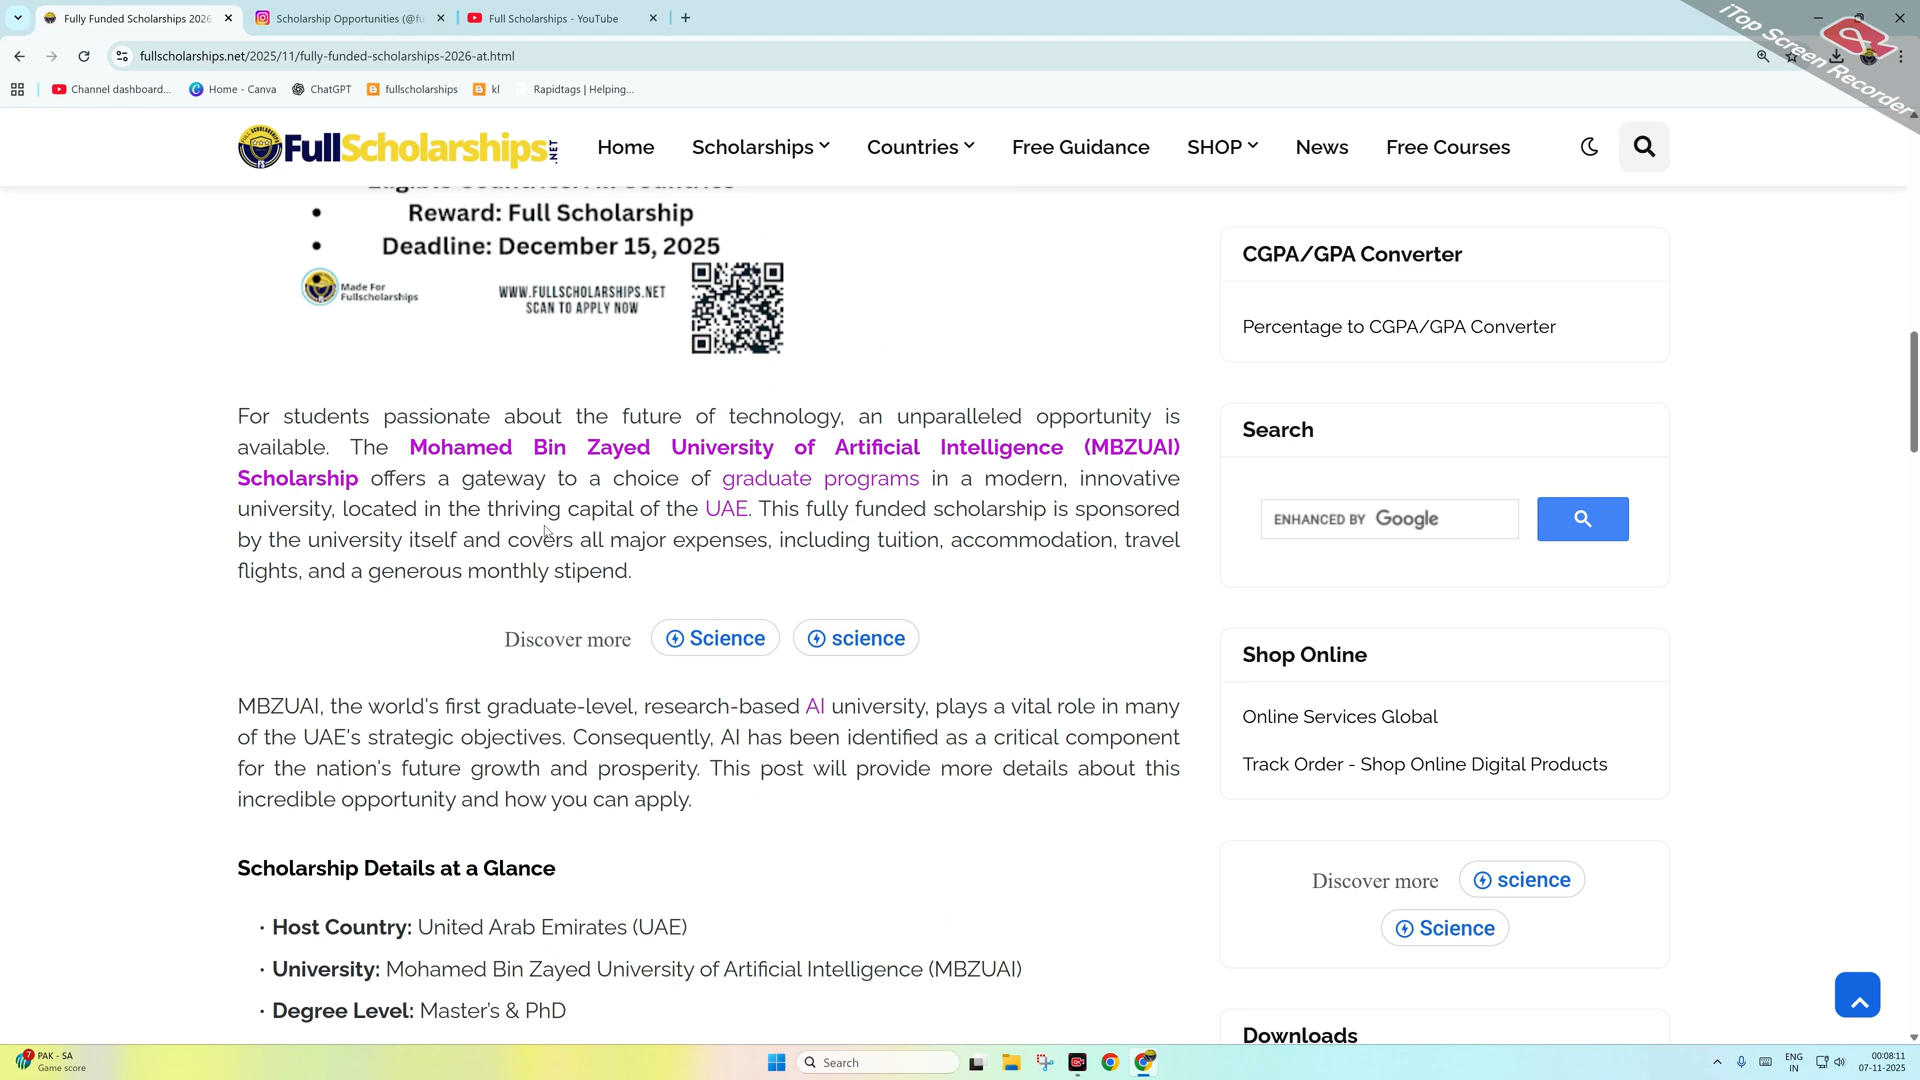 Fully Funded Scholarships 2026
Scholarship Opportunities (@fu
Full Scholarships - YouTube
iTop Screen Recorder
fullscholarships.net/2025/11/fully-funded-scholarships-2026-at.html
Channel dashboard...
Home - Canva
ChatGPT
fullscholarships
kl
Rapidtags | Helping...
FullScholarships.NET
Home
Scholarships
Countries
Free Guidance
SHOP
News
Free Courses
Reward: Full Scholarship
Deadline: December 15, 2025
Made For
Fullscholarships
WWW.FULLSCHOLARSHIPS.NET
SCAN TO APPLY NOW
For students passionate about the future of technology, an unparalleled opportunity is
available. The Mohamed Bin Zayed University of Artificial Intelligence (MBZUAI)
Scholarship offers a gateway to a choice of graduate programs in a modern, innovative
university, located in the thriving capital of the UAE. This fully funded scholarship is sponsored
by the university itself and covers all major expenses, including tuition, accommodation, travel
flights, and a generous monthly stipend.
Discover more
Science
science
MBZUAI, the world's first graduate-level, research-based AI university, plays a vital role in many
of the UAE's strategic objectives. Consequently, AI has been identified as a critical component
for the nation's future growth and prosperity. This post will provide more details about this
incredible opportunity and how you can apply.
Scholarship Details at a Glance
• Host Country: United Arab Emirates (UAE)
• University: Mohamed Bin Zayed University of Artificial Intelligence (MBZUAI)
• Degree Level: Master's & PhD
CGPA/GPA Converter
Percentage to CGPA/GPA Converter
Search
ENHANCED BY Google
Shop Online
Online Services Global
Track Order - Shop Online Digital Products
Discover more
science
Science
Downloads
7
PAK - SA
Game score
Search
ENG
IN
00:08:11
07-11-2025